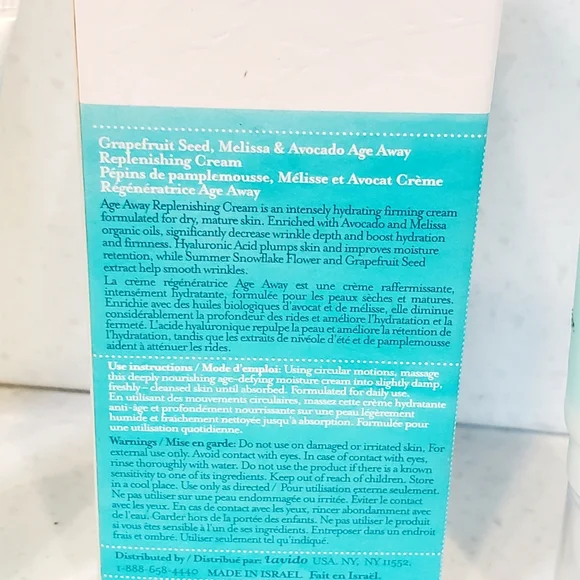 Grapefruit Seed, Melissa & Avocado Age Away
Replenishing Cream
Pépins de pamplemousse, Mélisse et Avocat Crème
Régénératrice Age Away
Age Away Replenishing Cream is an intensely hydrating firming cream
formulated for dry, mature skin. Enriched with Avocado and Melissa
organic oils, significantly decrease wrinkle depth and boost hydration
and firmness. Hyaluronic Acid plumps skin and improves moisture
retention, while Summer Snowflake Flower and Grapefruit Seed
extract help smooth wrinkles.
La crème régénératrice Age Away est une crème raffermissante,
intensément hydratante, formulée pour les peaux sèches et matures.
Enrichie avec des huiles biologiques d'avocat et de mélisse, elle diminue
considérablement la profondeur des rides et améliore l'hydratation et la
fermeté. L'acide hyaluronique repulpe la peau et améliore la rétention de
l'hydratation, tandis que les extraits de nivéole d'été et de pamplemousse
aident à atténuer les rides.
Use instructions / Mode d'emploi: Using circular motions, massage
this deeply nourishing age-defying moisture cream into slightly damp,
freshly – cleansed skin until absorbed. Formulated for daily use.
En utilisant des mouvements circulaires, massez cette crème hydratante
anti-âge et profondément nourrissante sur une peau légèrement
humide et fraîchement nettoyée jusqu'à absorption. Formulée pour
une utilisation quotidienne.
Warnings / Mise en garde: Do not use on damaged or irritated skin. For
external use only. Avoid contact with eyes. In case of contact with eyes,
rinse thoroughly with water. Do not use the product if there is a known
sensitivity to one of its ingredients. Keep out of reach of children. Store
in a cool place. Use only as directed / Pour utilisation externe seulement.
Ne pas utiliser sur une peau endommagée ou irritée. Eviter le contact
avec les yeux. En cas de contact avec les yeux, rincer abondamment avec
de l'eau. Garder hors de la portée des enfants. Ne pas utiliser le produit
si vous êtes sensible à l'un de ses ingrédients. Entreposer dans un endroit
frais et ombré. Utiliser seulement tel qu'indiqué.
Distributed by / Distribué par: Lavido USA. NY, NY 11552.
1-888-658-4440 MADE IN ISRAEL Fait en Israël.